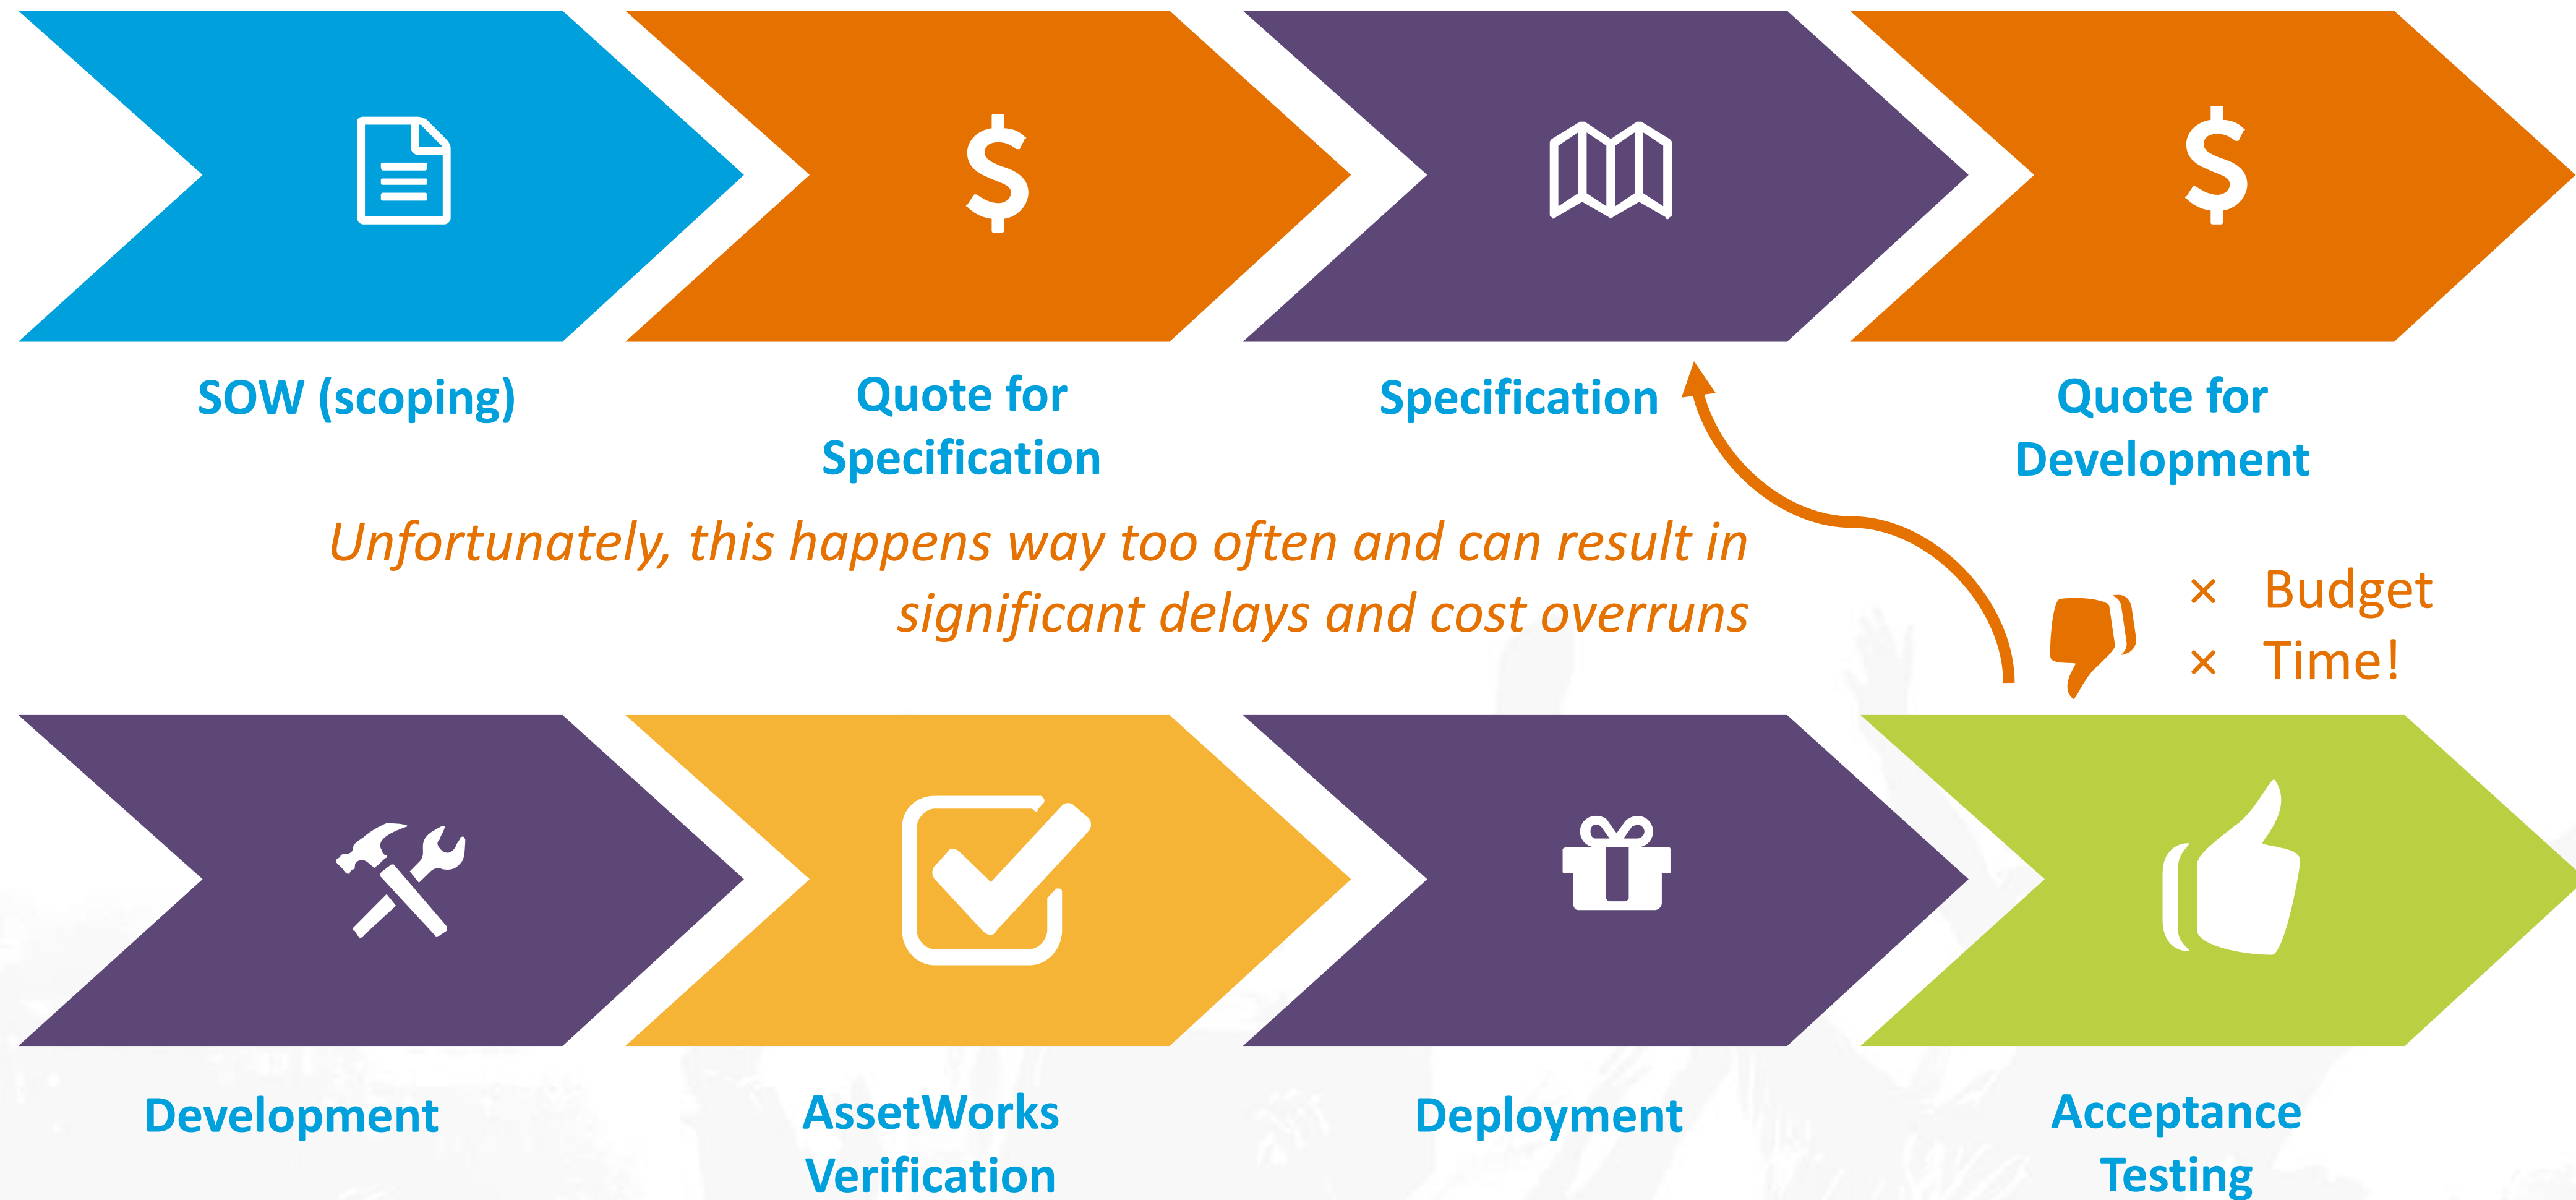 $
$
SOW (scoping)
Quote for
Specification
Specification
Quote for
Development
Unfortunately, this happens way too often and can result in
significant delays and cost overruns
× Budget
× Time!
Development
AssetWorks
Verification
Deployment
Acceptance
Testing